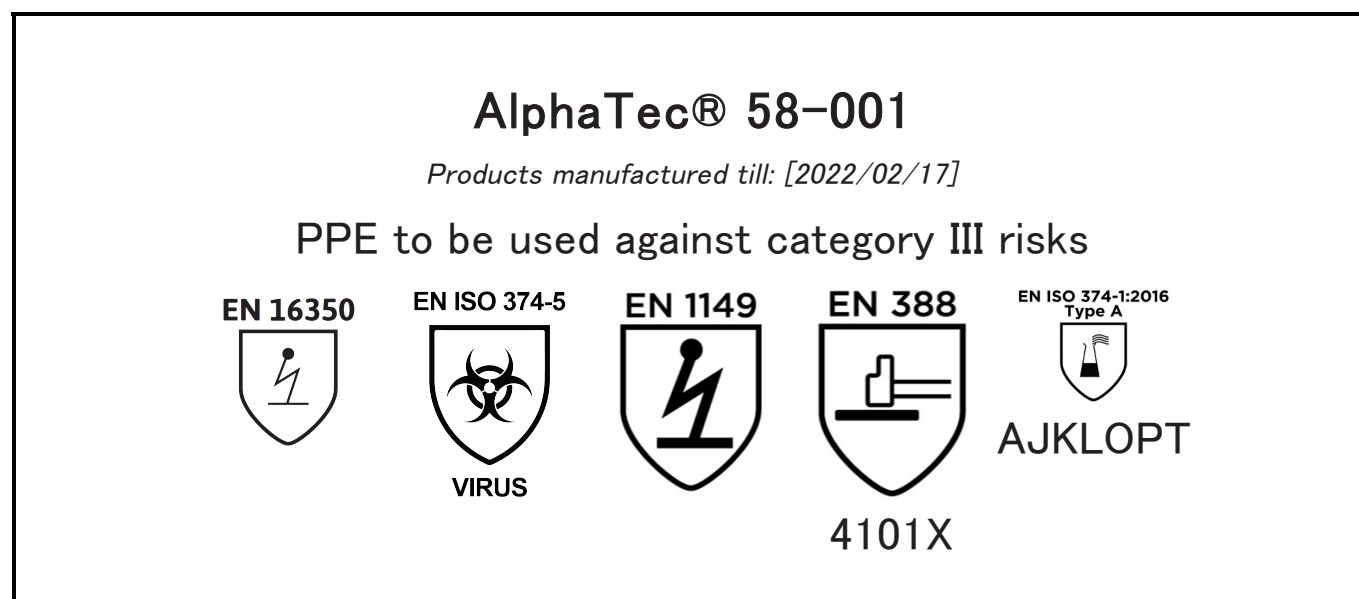 AlphaTec® 58-001
Products manufactured till: [2022/02/17]
PPE to be used against category III risks
EN 16350
EN ISO 374-5
VIRUS
EN 1149
EN 388
4101X
EN ISO 374-1:2016
Type A
AJKLOPT